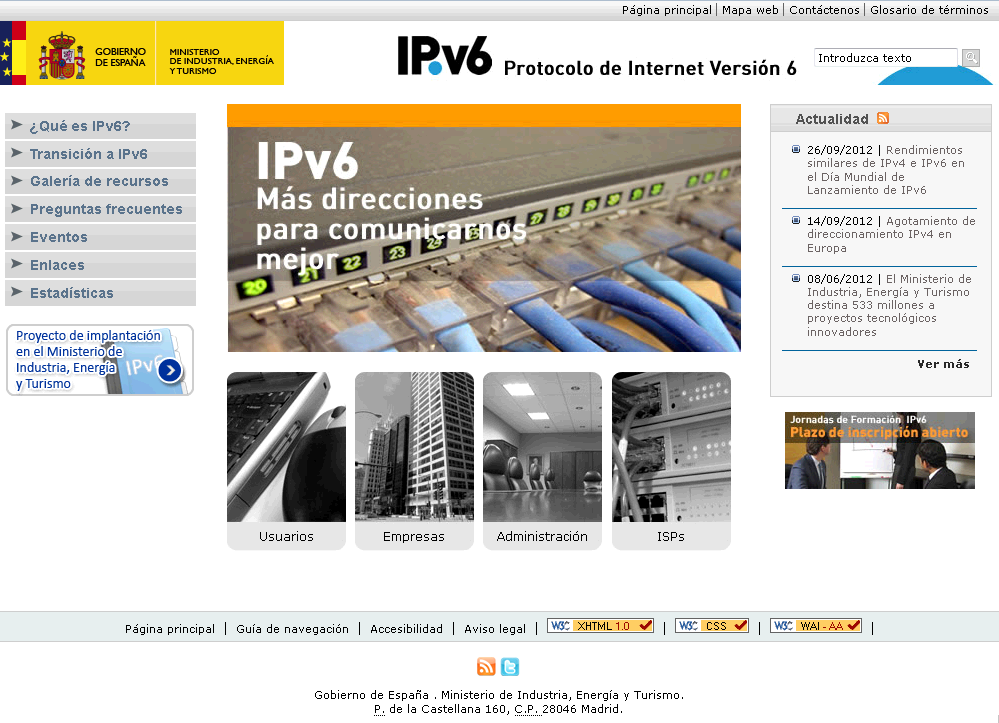 Página principal | Mapa web | Contáctenos | Glosario de términos
GOBIERNO
DE ESPAÑA
MINISTERIO
DE INDUSTRIA, ENERGÍA
Y TURISMO
IPv6 Protocolo de Internet Versión 6
Introduzca texto
¿Qué es IPv6?
Transición a IPv6
Galería de recursos
Preguntas frecuentes
Eventos
Enlaces
Estadísticas
Proyecto de implantación
en el Ministerio de
Industria, Energía
y Turismo
IPv6
IPv6
Más direcciones
para comunicarnos
mejor
20
21
22
23
24
25
26
27
Usuarios
Empresas
Administración
ISPs
Actualidad
26/09/2012 | Rendimientos
similares de IPv4 e IPv6 en
el Día Mundial de
Lanzamiento de IPv6
14/09/2012 | Agotamiento de
direccionamiento IPv4 en
Europa
08/06/2012 | El Ministerio de
Industria, Energía y Turismo
destina 533 millones a
proyectos tecnológicos
innovadores
Ver más
Jornadas de Formación IPv6
Plazo de inscripción abierto
Página principal | Guía de navegación | Accesibilidad | Aviso legal | W3C XHTML 1.0 | W3C CSS | W3C WAI - AA |
Gobierno de España . Ministerio de Industria, Energía y Turismo.
P. de la Castellana 160, C.P. 28046 Madrid.